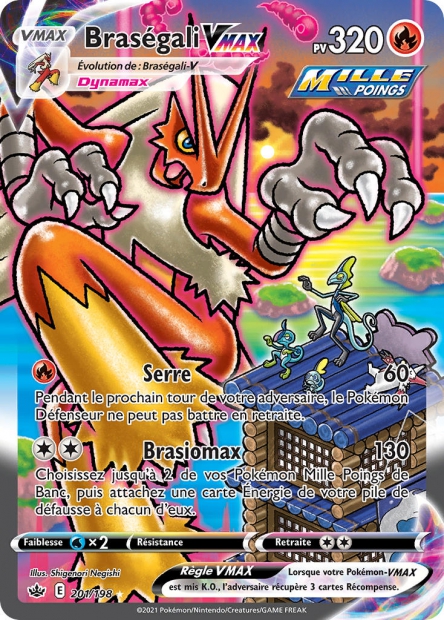 VMAX
Braségali VMAX
PV 320
Évolution de : Braségali-V
Dynamax
MILLE POINGS
Serre 60
Pendant le prochain tour de votre adversaire, le Pokémon
Défenseur ne peut pas battre en retraite.
Brasiomax 130
Choisissez jusqu'à 2 de vos Pokémon Mille Poings de
Banc, puis attachez une carte Énergie de votre pile de
défausse à chacun d'eux.
Faiblesse ×2 Résistance Retraite
Illus. Shigenori Negishi
Règle VMAX Lorsque votre Pokémon-VMAX
est mis K.O., l'adversaire récupère 3 cartes Récompense.
E 201/198
©2021 Pokémon/Nintendo/Creatures/GAME FREAK